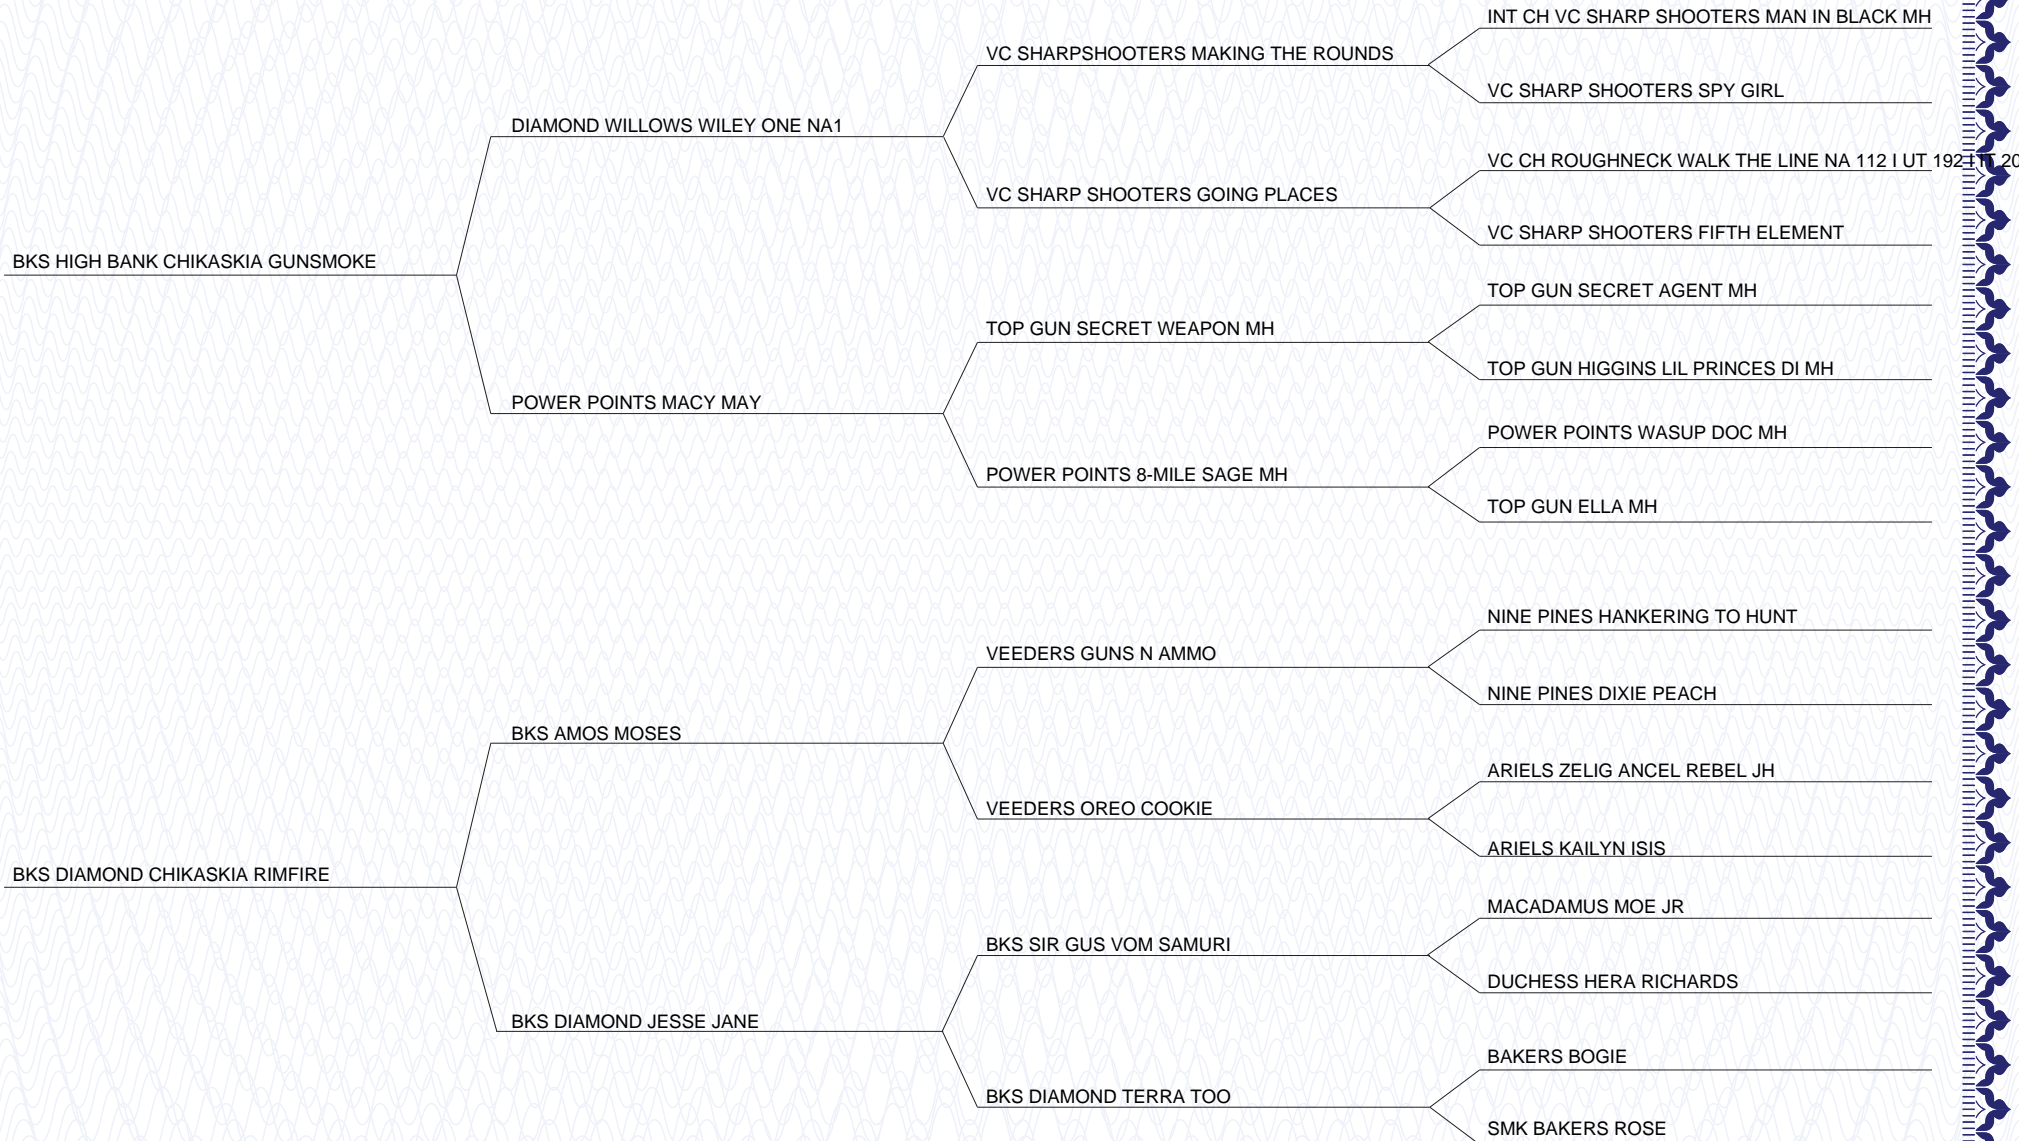 INT CH VC SHARP SHOOTERS MAN IN BLACK MH
VC SHARPSHOOTERS MAKING THE ROUNDS
VC SHARP SHOOTERS SPY GIRL
DIAMOND WILLOWS WILEY ONE NA1
VC CH ROUGHNECK WALK THE LINE NA 112 I UT 192 I IT 20
VC SHARP SHOOTERS GOING PLACES
VC SHARP SHOOTERS FIFTH ELEMENT
BKS HIGH BANK CHIKASKIA GUNSMOKE
TOP GUN SECRET AGENT MH
TOP GUN SECRET WEAPON MH
TOP GUN HIGGINS LIL PRINCES DI MH
POWER POINTS MACY MAY
POWER POINTS WASUP DOC MH
POWER POINTS 8-MILE SAGE MH
TOP GUN ELLA MH
NINE PINES HANKERING TO HUNT
VEEDERS GUNS N AMMO
NINE PINES DIXIE PEACH
BKS AMOS MOSES
ARIELS ZELIG ANCEL REBEL JH
VEEDERS OREO COOKIE
ARIELS KAILYN ISIS
BKS DIAMOND CHIKASKIA RIMFIRE
MACADAMUS MOE JR
BKS SIR GUS VOM SAMURI
DUCHESS HERA RICHARDS
BKS DIAMOND JESSE JANE
BAKERS BOGIE
BKS DIAMOND TERRA TOO
SMK BAKERS ROSE